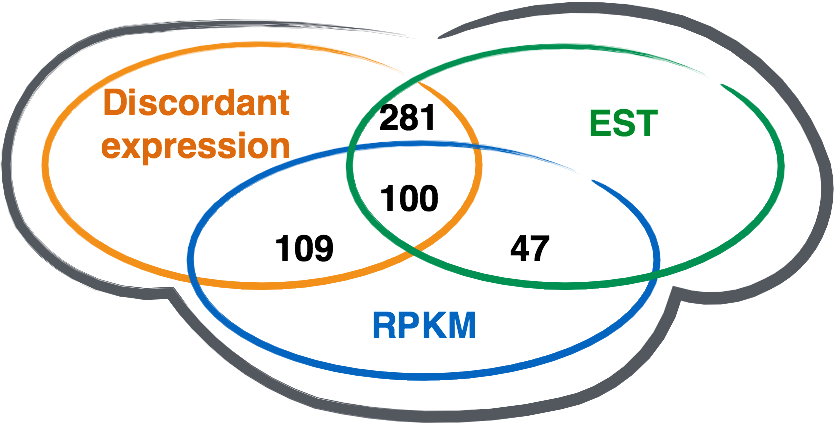 Discordant
expression
281
EST
100
109
47
RPKM